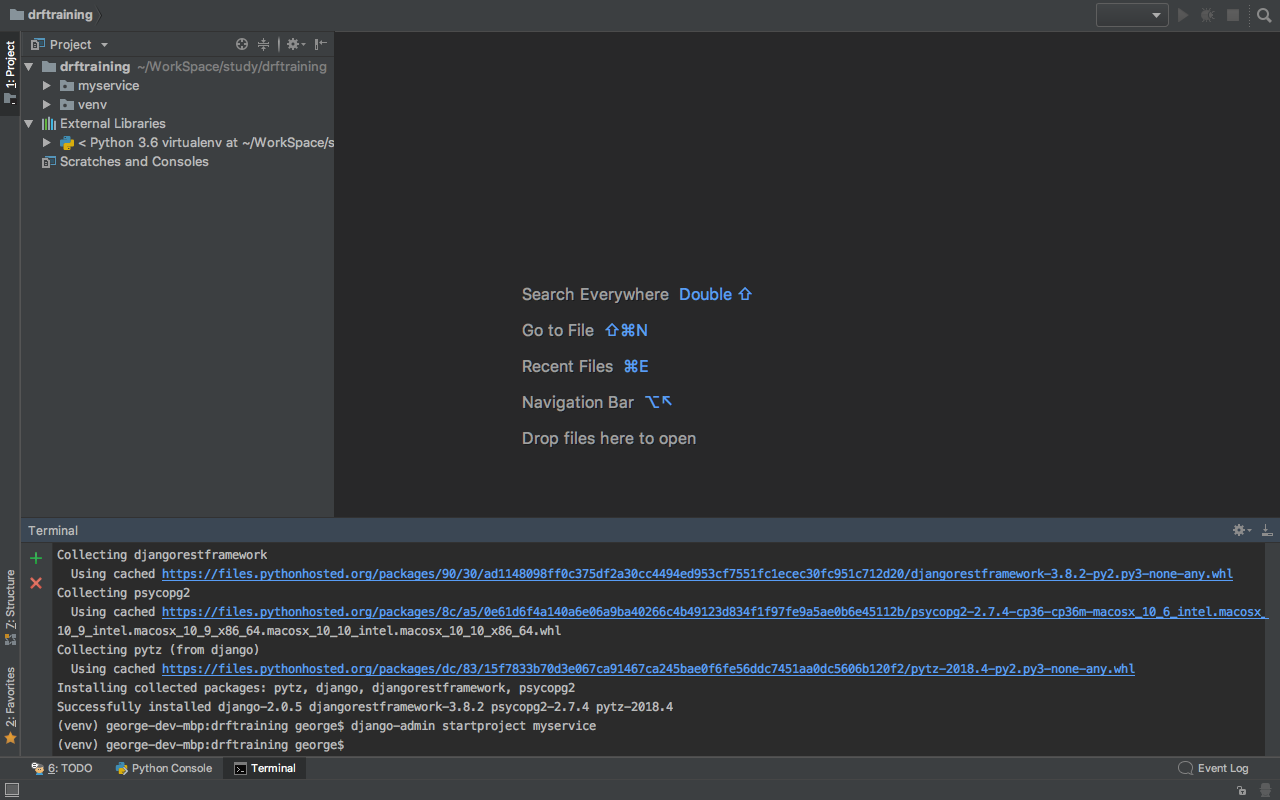 drftraining
1: Project
Project
drftraining ~/WorkSpace/study/drftraining
myservice
venv
External Libraries
< Python 3.6 virtualenv at ~/WorkSpace/s
Scratches and Consoles
Search Everywhere Double ⇧
Go to File ⇧⌘N
Recent Files ⌘E
Navigation Bar ⌥↖
Drop files here to open
Terminal
Collecting djangorestframework
Using cached https://files.pythonhosted.org/packages/90/30/ad1148098ff0c375df2a30cc4494ed953cf7551fc1ecec30fc951c712d20/djangorestframework-3.8.2-py2.py3-none-any.whl
Collecting psycopg2
Using cached https://files.pythonhosted.org/packages/8c/a5/0e61d6f4a140a6e06a9ba40266c4b49123d834f1f97fe9a5ae0b6e45112b/psycopg2-2.7.4-cp36-cp36m-macosx_10_6_intel.macosx_
10_9_intel.macosx_10_9_x86_64.macosx_10_10_intel.macosx_10_10_x86_64.whl
Collecting pytz (from django)
Using cached https://files.pythonhosted.org/packages/dc/83/15f7833b70d3e067ca91467ca245bae0f6fe56ddc7451aa0dc5606b120f2/pytz-2018.4-py2.py3-none-any.whl
Installing collected packages: pytz, django, djangorestframework, psycopg2
Successfully installed django-2.0.5 djangorestframework-3.8.2 psycopg2-2.7.4 pytz-2018.4
(venv) george-dev-mbp:drftraining george$ django-admin startproject myservice
(venv) george-dev-mbp:drftraining george$
7: Structure
2: Favorites
6: TODO
Python Console
Terminal
Event Log